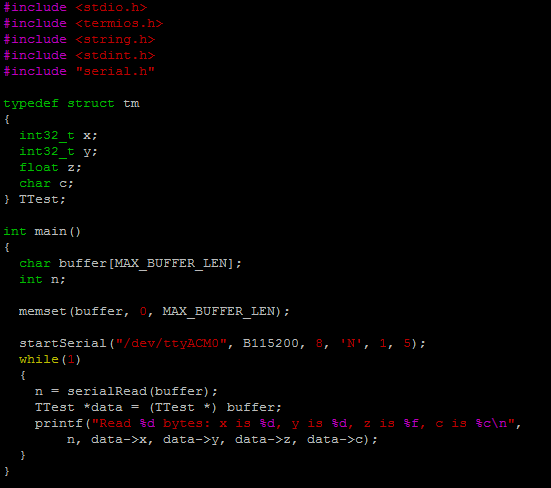 #include <stdio.h>
#include <termios.h>
#include <string.h>
#include <stdint.h>
#include "serial.h"

typedef struct tm
{
  int32_t x;
  int32_t y;
  float z;
  char c;
} TTest;

int main()
{
  char buffer[MAX_BUFFER_LEN];
  int n;

  memset(buffer, 0, MAX_BUFFER_LEN);

  startSerial("/dev/ttyACM0", B115200, 8, 'N', 1, 5);
  while(1)
  {
    n = serialRead(buffer);
    TTest *data = (TTest *) buffer;
    printf("Read %d bytes: x is %d, y is %d, z is %f, c is %c\n",
        n, data->x, data->y, data->z, data->c);
  }
}